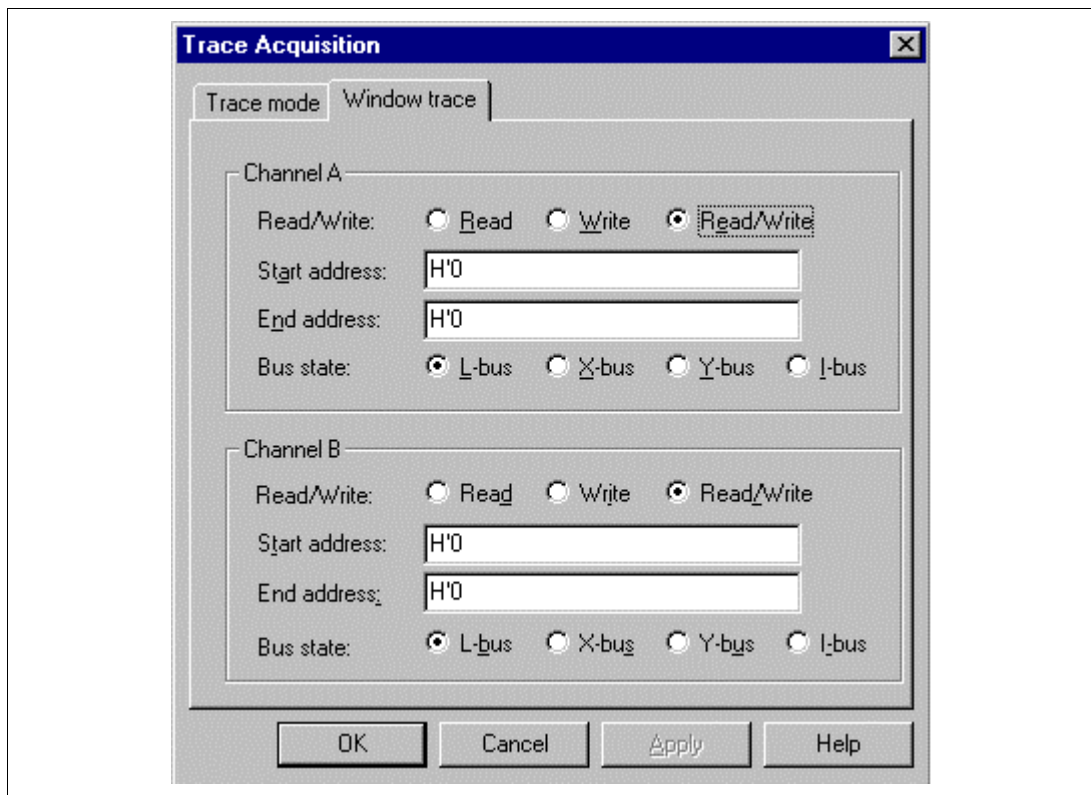 Trace Acquisition
Trace mode Window trace
Channel A
Read/Write: Read Write Read/Write
Start address: H'0
End address: H'0
Bus state: L-bus X-bus Y-bus I-bus
Channel B
Read/Write: Read Write Read/Write
Start address: H'0
End address: H'0
Bus state: L-bus X-bus Y-bus I-bus
OK Cancel Apply Help